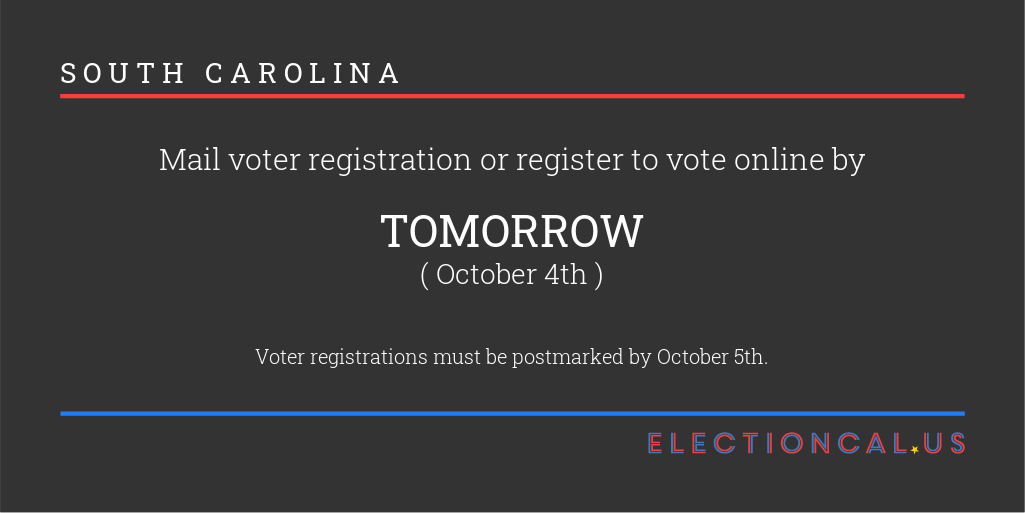 SOUTH CAROLINA
Mail voter registration or register to vote online by
TOMORROW
( October 4th )
Voter registrations must be postmarked by October 5th.
ELECTIONCAL.US